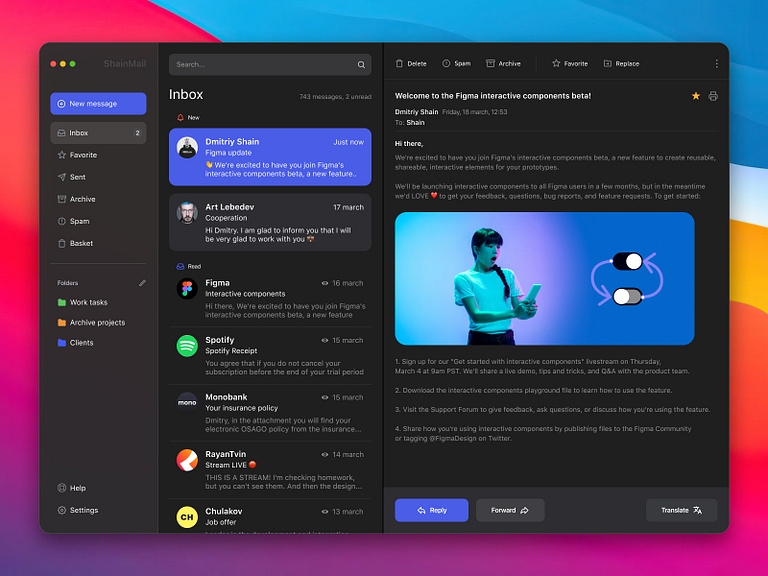 ShainMail
New message
Inbox
2
Favorite
Sent
Archive
Spam
Basket
Folders
Work tasks
Archive projects
Clients
Help
Settings
Search...
Inbox
743 messages, 2 unread
New
Dmitriy Shain
Just now
Figma update
👋 We're excited to have you join Figma's
interactive components beta, a new feature..
Art Lebedev
17 march
Cooperation
Hi Dmitry. I am glad to inform you that I will
be very glad to work with you
Read
Figma
16 march
Interactive components
Hi there, We're excited to have you join Figma's
interactive components beta, a new feature
Spotify
15 march
Spotify Receipt
You agree that if you do not cancel your
subscription before the end of your trial period
mono
Monobank
15 march
Your insurance policy
Dmitry, in the attachment you will find your
electronic OSAGO policy from the insurance...
RayanTvin
14 march
Stream LIVE
THIS IS A STREAM! I'm checking homework,
but you can't see them. And then the design...
CH
Chulakov
13 march
Job offer
Delete
Spam
Archive
Favorite
Replace
Welcome to the Figma interactive components beta!
Dmitriy Shain Friday, 18 march, 12:53
To: Shain
Hi there,
We're excited to have you join Figma's interactive components beta, a new feature to create reusable,
shareable, interactive elements for your prototypes.
We'll be launching interactive components to all Figma users in a few months, but in the meantime
we'd LOVE ❤️ to get your feedback, questions, bug reports, and feature requests. To get started:
1. Sign up for our "Get started with interactive components" livestream on Thursday,
March 4 at 9am PST. We'll share a live demo, tips and tricks, and Q&A with the product team.
2. Download the interactive components playground file to learn how to use the feature.
3. Visit the Support Forum to give feedback, ask questions, or discuss how you're using the feature.
4. Share how you're using interactive components by publishing files to the Figma Community
or tagging @FigmaDesign on Twitter.
Reply
Forward
Translate